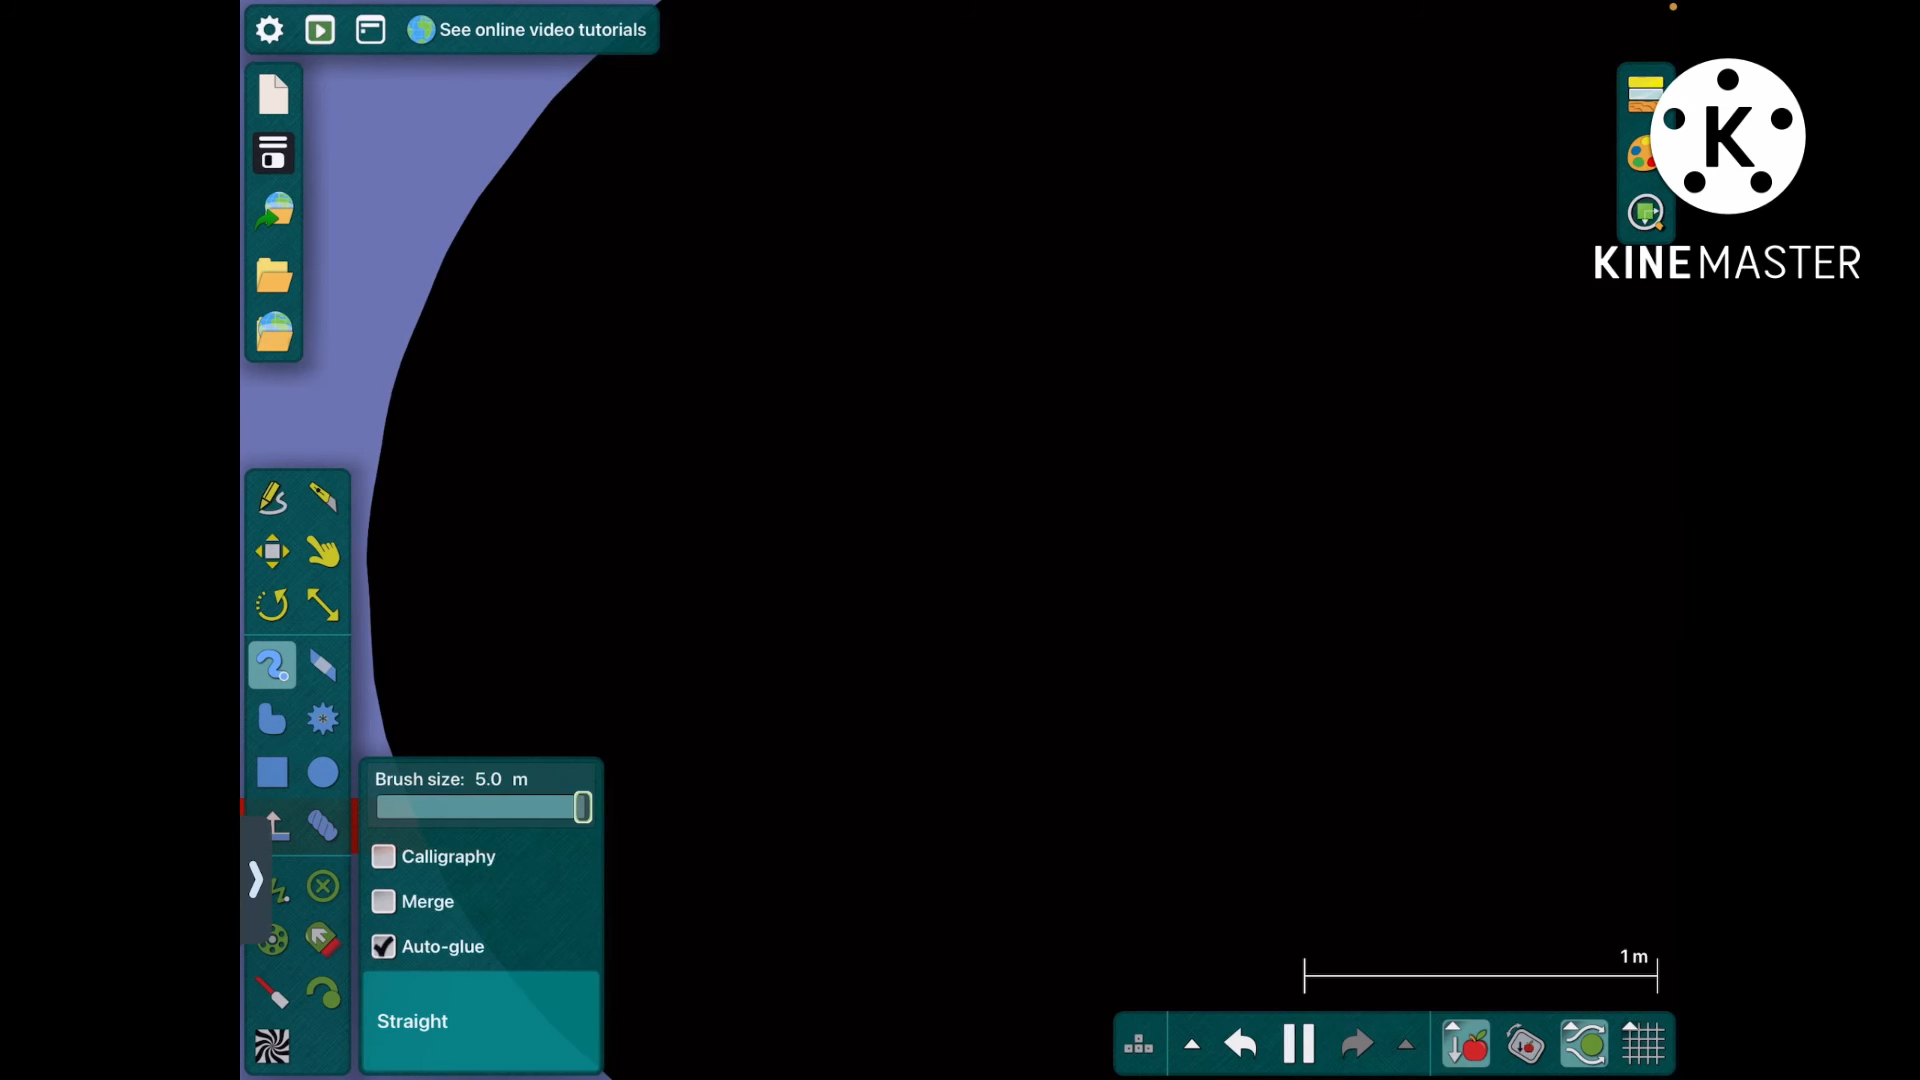 See online video tutorials
K
KINEMASTER
Brush size: 5.0 m
Calligraphy
Merge
Auto-glue
Straight
1 m